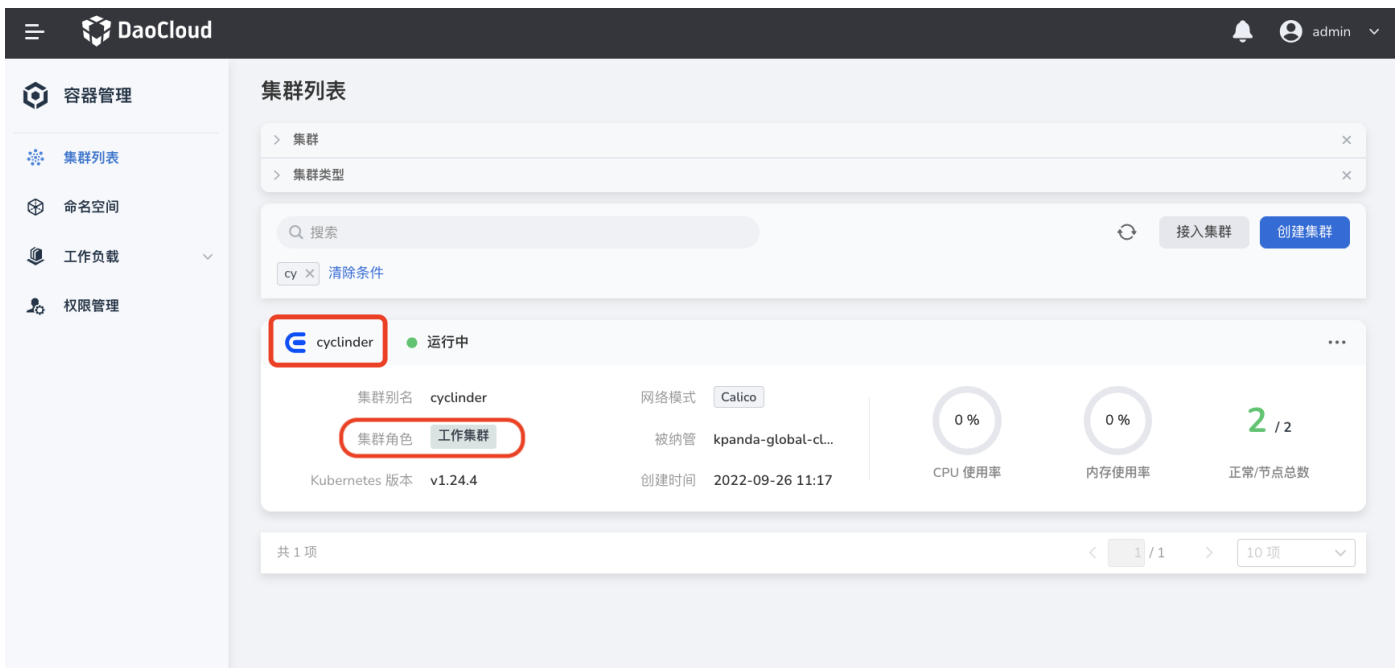 DaoCloud
admin
容器管理
集群列表
命名空间
工作负载
权限管理
集群列表
集群
集群类型
搜索
接入集群
创建集群
cy
清除条件
cyclinder
运行中
集群别名 cyclinder
集群角色 工作集群
Kubernetes 版本 v1.24.4
网络模式 Calico
被纳管 kpanda-global-cl...
创建时间 2022-09-26 11:17
0 %
CPU 使用率
0 %
内存使用率
2 / 2
正常/节点总数
共 1 项
1 / 1
10 项